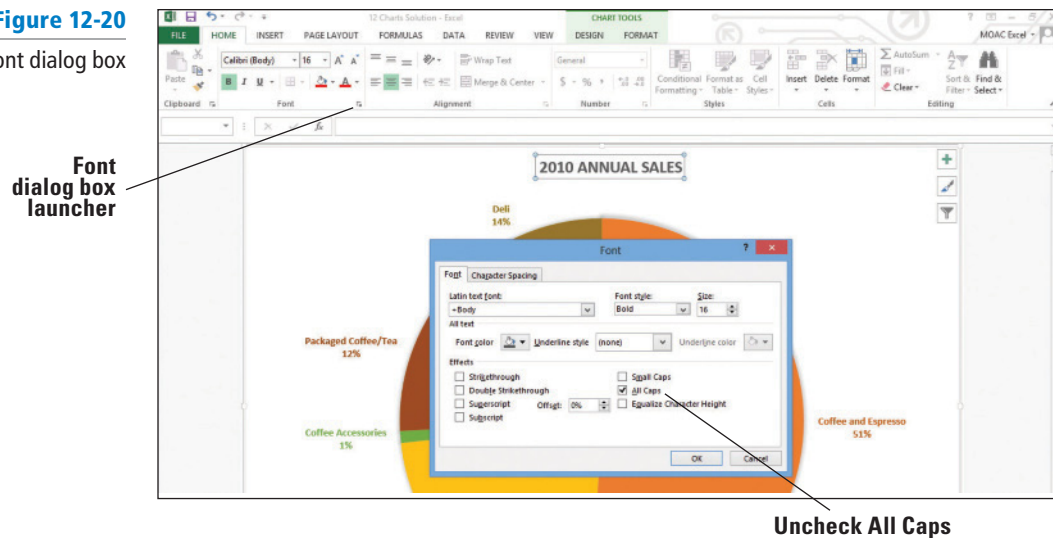 Figure 12-20
ont dialog box
12 Charts Solution - Excel
CHART TOOLS
FILE HOME INSERT PAGE LAYOUT FORMULAS DATA REVIEW VIEW DESIGN FORMAT MOAC Excel
Calibri (Body) 16 A A Wrap Text General AutoSum
Fill
Paste B I U A Merge & Center $ % Conditional Format as Cell Insert Delete Format Clear Sort & Find &
Formatting Table Styles Filter Select
Clipboard Font Alignment Number Styles Cells Editing
fx
Font
dialog box
launcher
2010 ANNUAL SALES
Deli
14%
Packaged Coffee/Tea
12%
Coffee Accessories
1%
Coffee and Espresso
51%
Font ? ×
Font Character Spacing
Latin text font: Font style: Size:
+Body Bold 16
All text
Font color Underline style (none) Underline color
Effects
Strikethrough Small Caps
Double Strikethrough All Caps
Superscript Offset: 0% Equalize Character Height
Subscript
OK Cancel
Uncheck All Caps